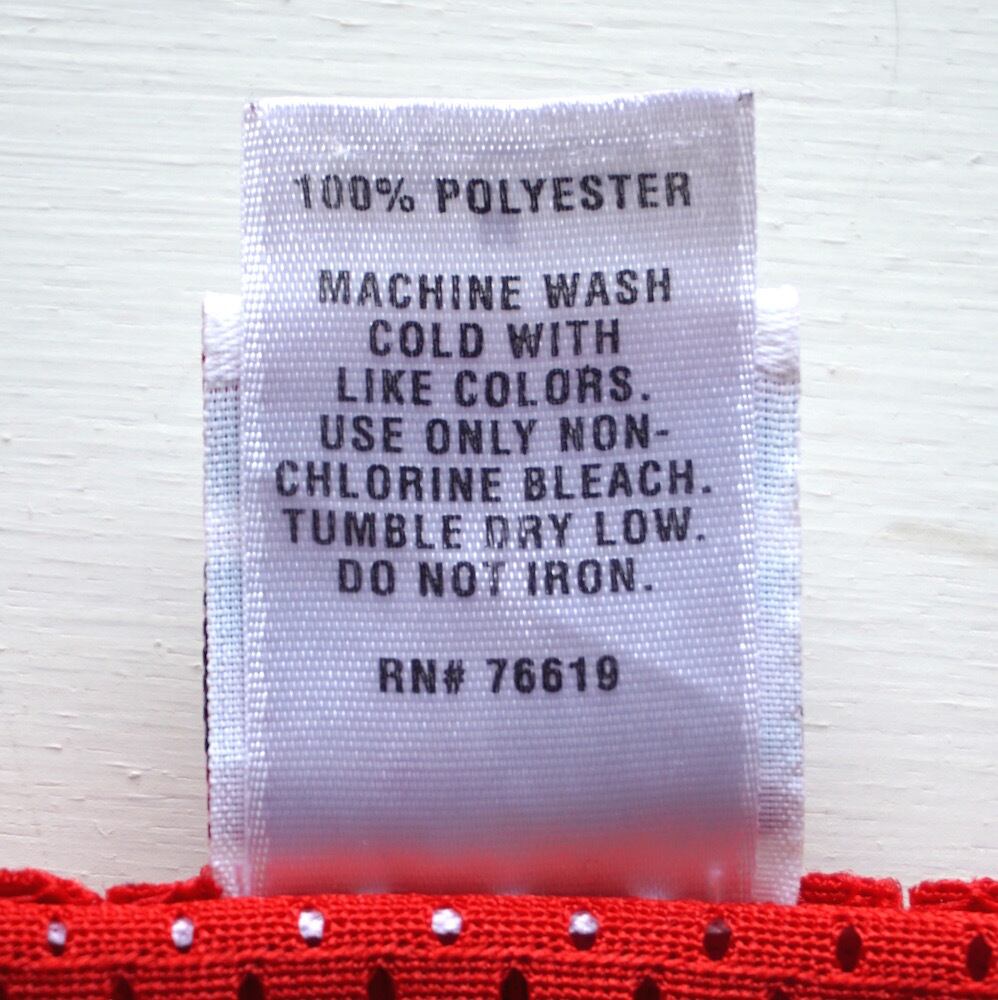 100% POLYESTER
MACHINE WASH
COLD WITH
LIKE COLORS.
USE ONLY NON-
CHLORINE BLEACH.
TUMBLE DRY LOW.
DO NOT IRON.
RN# 76619